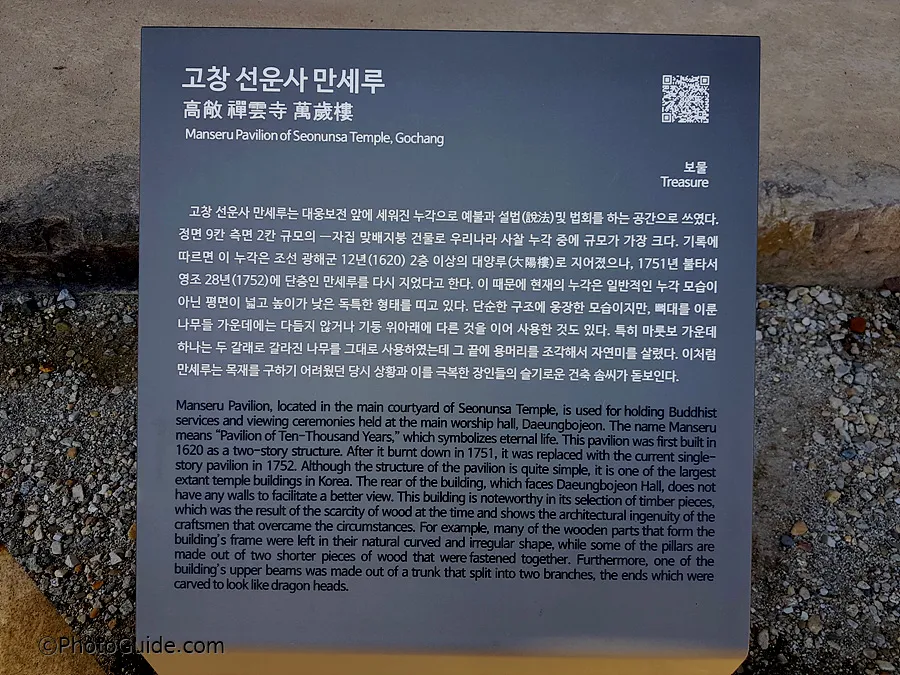 고창 선운사 만세루
高敞 禪雲寺 萬歲樓
Manseru Pavilion of Seonunsa Temple, Gochang
보물
Treasure
고창 선운사 만세루는 대웅보전 앞에 세워진 누각으로 예불과 설법(說法)및 법회를 하는 공간으로 쓰였다.
정면 9칸 측면 2칸 규모의 一자집 맞배지붕 건물로 우리나라 사찰 누각 중에 규모가 가장 크다. 기록에
따르면 이 누각은 조선 광해군 12년(1620) 2층 이상의 대양루(大陽樓)로 지어졌으나, 1751년 불타서
영조 28년(1752)에 단층인 만세루를 다시 지었다고 한다. 이 때문에 현재의 누각은 일반적인 누각 모습이
아닌 평면이 넓고 높이가 낮은 독특한 형태를 띠고 있다. 단순한 구조에 웅장한 모습이지만, 뼈대를 이룬
나무들 가운데에는 다듬지 않거나 기둥 위아래에 다른 것을 이어 사용한 것도 있다. 특히 마룻보 가운데
하나는 두 갈래로 갈라진 나무를 그대로 사용하였는데 그 끝에 용머리를 조각해서 자연미를 살렸다. 이처럼
만세루는 목재를 구하기 어려웠던 당시 상황과 이를 극복한 장인들의 슬기로운 건축 솜씨가 돋보인다.
Manseru Pavilion, located in the main courtyard of Seonunsa Temple, is used for holding Buddhist
services and viewing ceremonies held at the main worship hall, Daeungbojeon. The name Manseru
means “Pavilion of Ten-Thousand Years,” which symbolizes eternal life. This pavilion was first built in
1620 as a two-story structure. After it burnt down in 1751, it was replaced with the current single-
story pavilion in 1752. Although the structure of the pavilion is quite simple, it is one of the largest
extant temple buildings in Korea. The rear of the building, which faces Daeungbojeon Hall, does not
have any walls to facilitate a better view. This building is noteworthy in its selection of timber pieces,
which was the result of the scarcity of wood at the time and shows the architectural ingenuity of the
craftsmen that overcame the circumstances. For example, many of the wooden parts that form the
building's frame were left in their natural curved and irregular shape, while some of the pillars are
made out of two shorter pieces of wood that were fastened together. Furthermore, one of the
building's upper beams was made out of a trunk that split into two branches, the ends which were
carved to look like dragon heads.
©PhotoGuide.com